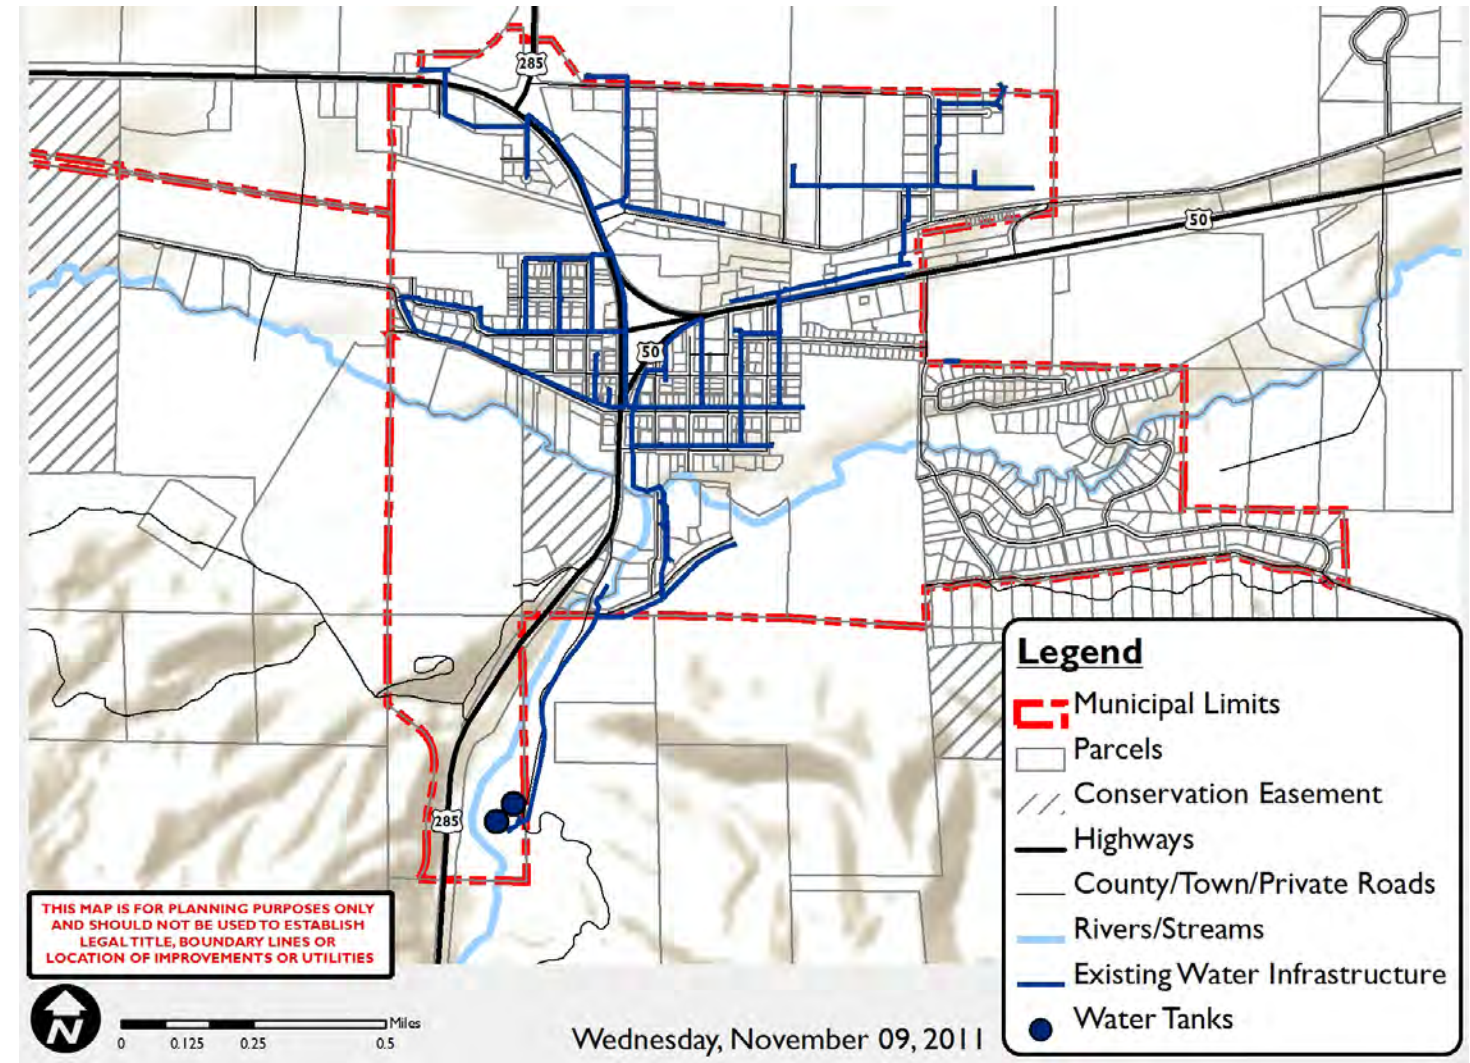 285
50
50
285
Legend
Municipal Limits
Parcels
Conservation Easement
Highways
County/Town/Private Roads
Rivers/Streams
Existing Water Infrastructure
Water Tanks
THIS MAP IS FOR PLANNING PURPOSES ONLY
AND SHOULD NOT BE USED TO ESTABLISH
LEGAL TITLE, BOUNDARY LINES OR
LOCATION OF IMPROVEMENTS OR UTILITIES
N
Miles
0 0.125 0.25 0.5
Wednesday, November 09, 2011